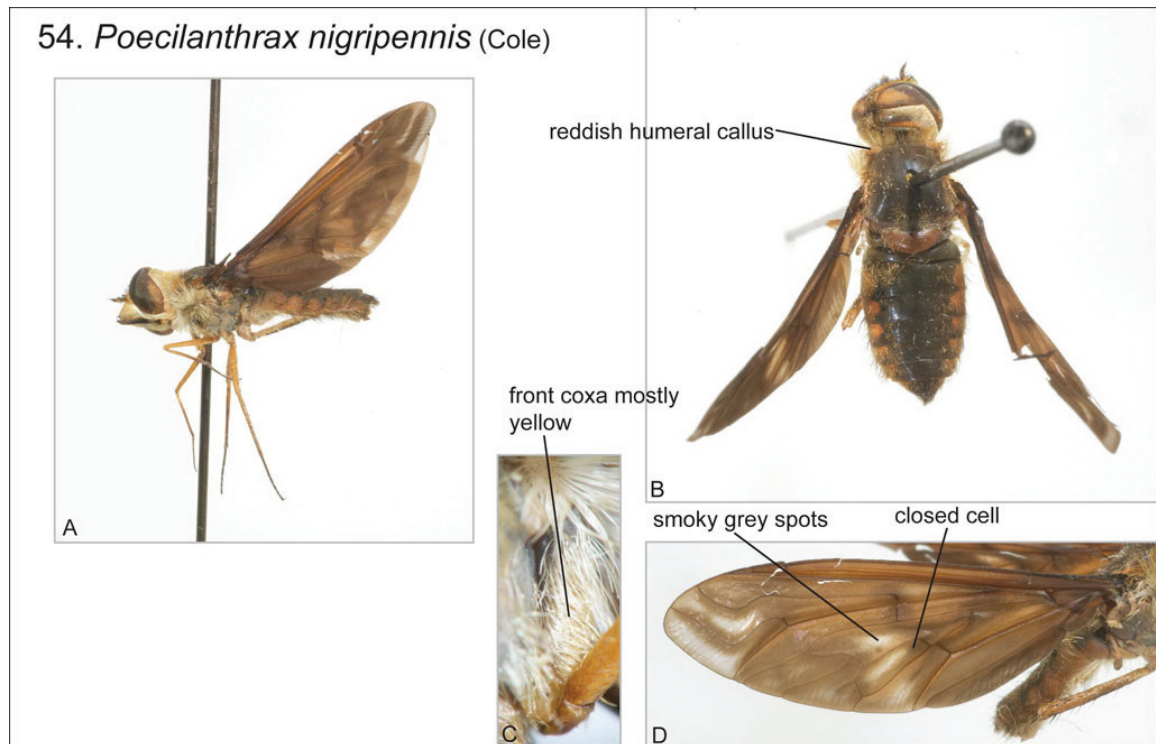 54. Poecilanthrax nigripennis (Cole)
reddish humeral callus
front coxa mostly
yellow
smoky grey spots
closed cell
A
B
C
D